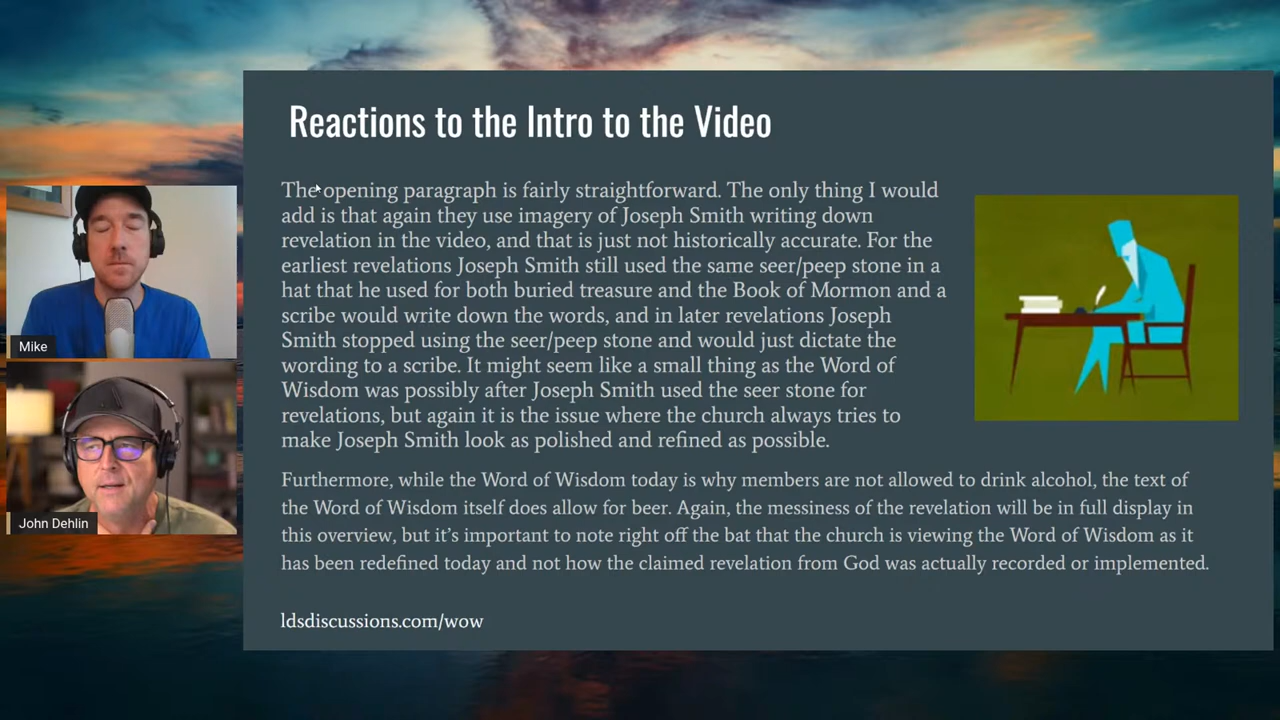 Reactions to the Intro to the Video
The opening paragraph is fairly straightforward. The only thing I would
add is that again they use imagery of Joseph Smith writing down
revelation in the video, and that is just not historically accurate. For the
earliest revelations Joseph Smith still used the same seer/peep stone in a
hat that he used for both buried treasure and the Book of Mormon and a
scribe would write down the words, and in later revelations Joseph
Smith stopped using the seer/peep stone and would just dictate the
wording to a scribe. It might seem like a small thing as the Word of
Wisdom was possibly after Joseph Smith used the seer stone for
revelations, but again it is the issue where the church always tries to
make Joseph Smith look as polished and refined as possible.
Furthermore, while the Word of Wisdom today is why members are not allowed to drink alcohol, the text of
the Word of Wisdom itself does allow for beer. Again, the messiness of the revelation will be in full display in
this overview, but it’s important to note right off the bat that the church is viewing the Word of Wisdom as it
has been redefined today and not how the claimed revelation from God was actually recorded or implemented.
ldsdiscussions.com/wow
Mike
John Dehlin